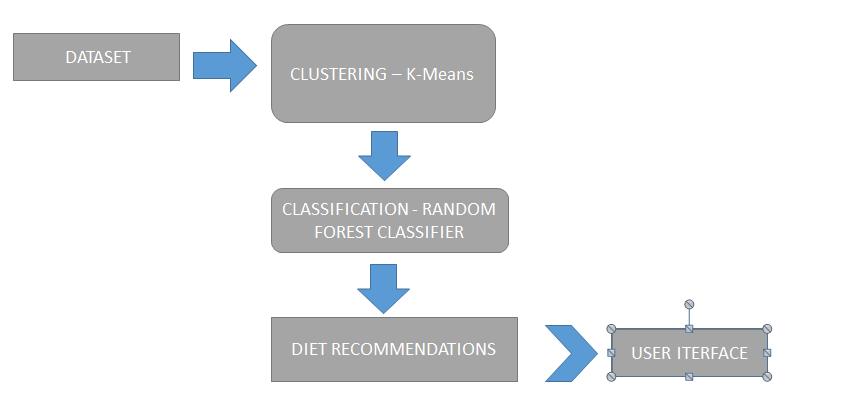 DATASET
CLUSTERING – K-Means
CLASSIFICATION - RANDOM
FOREST CLASSIFIER
DIET RECOMMENDATIONS
USER ITERFACE